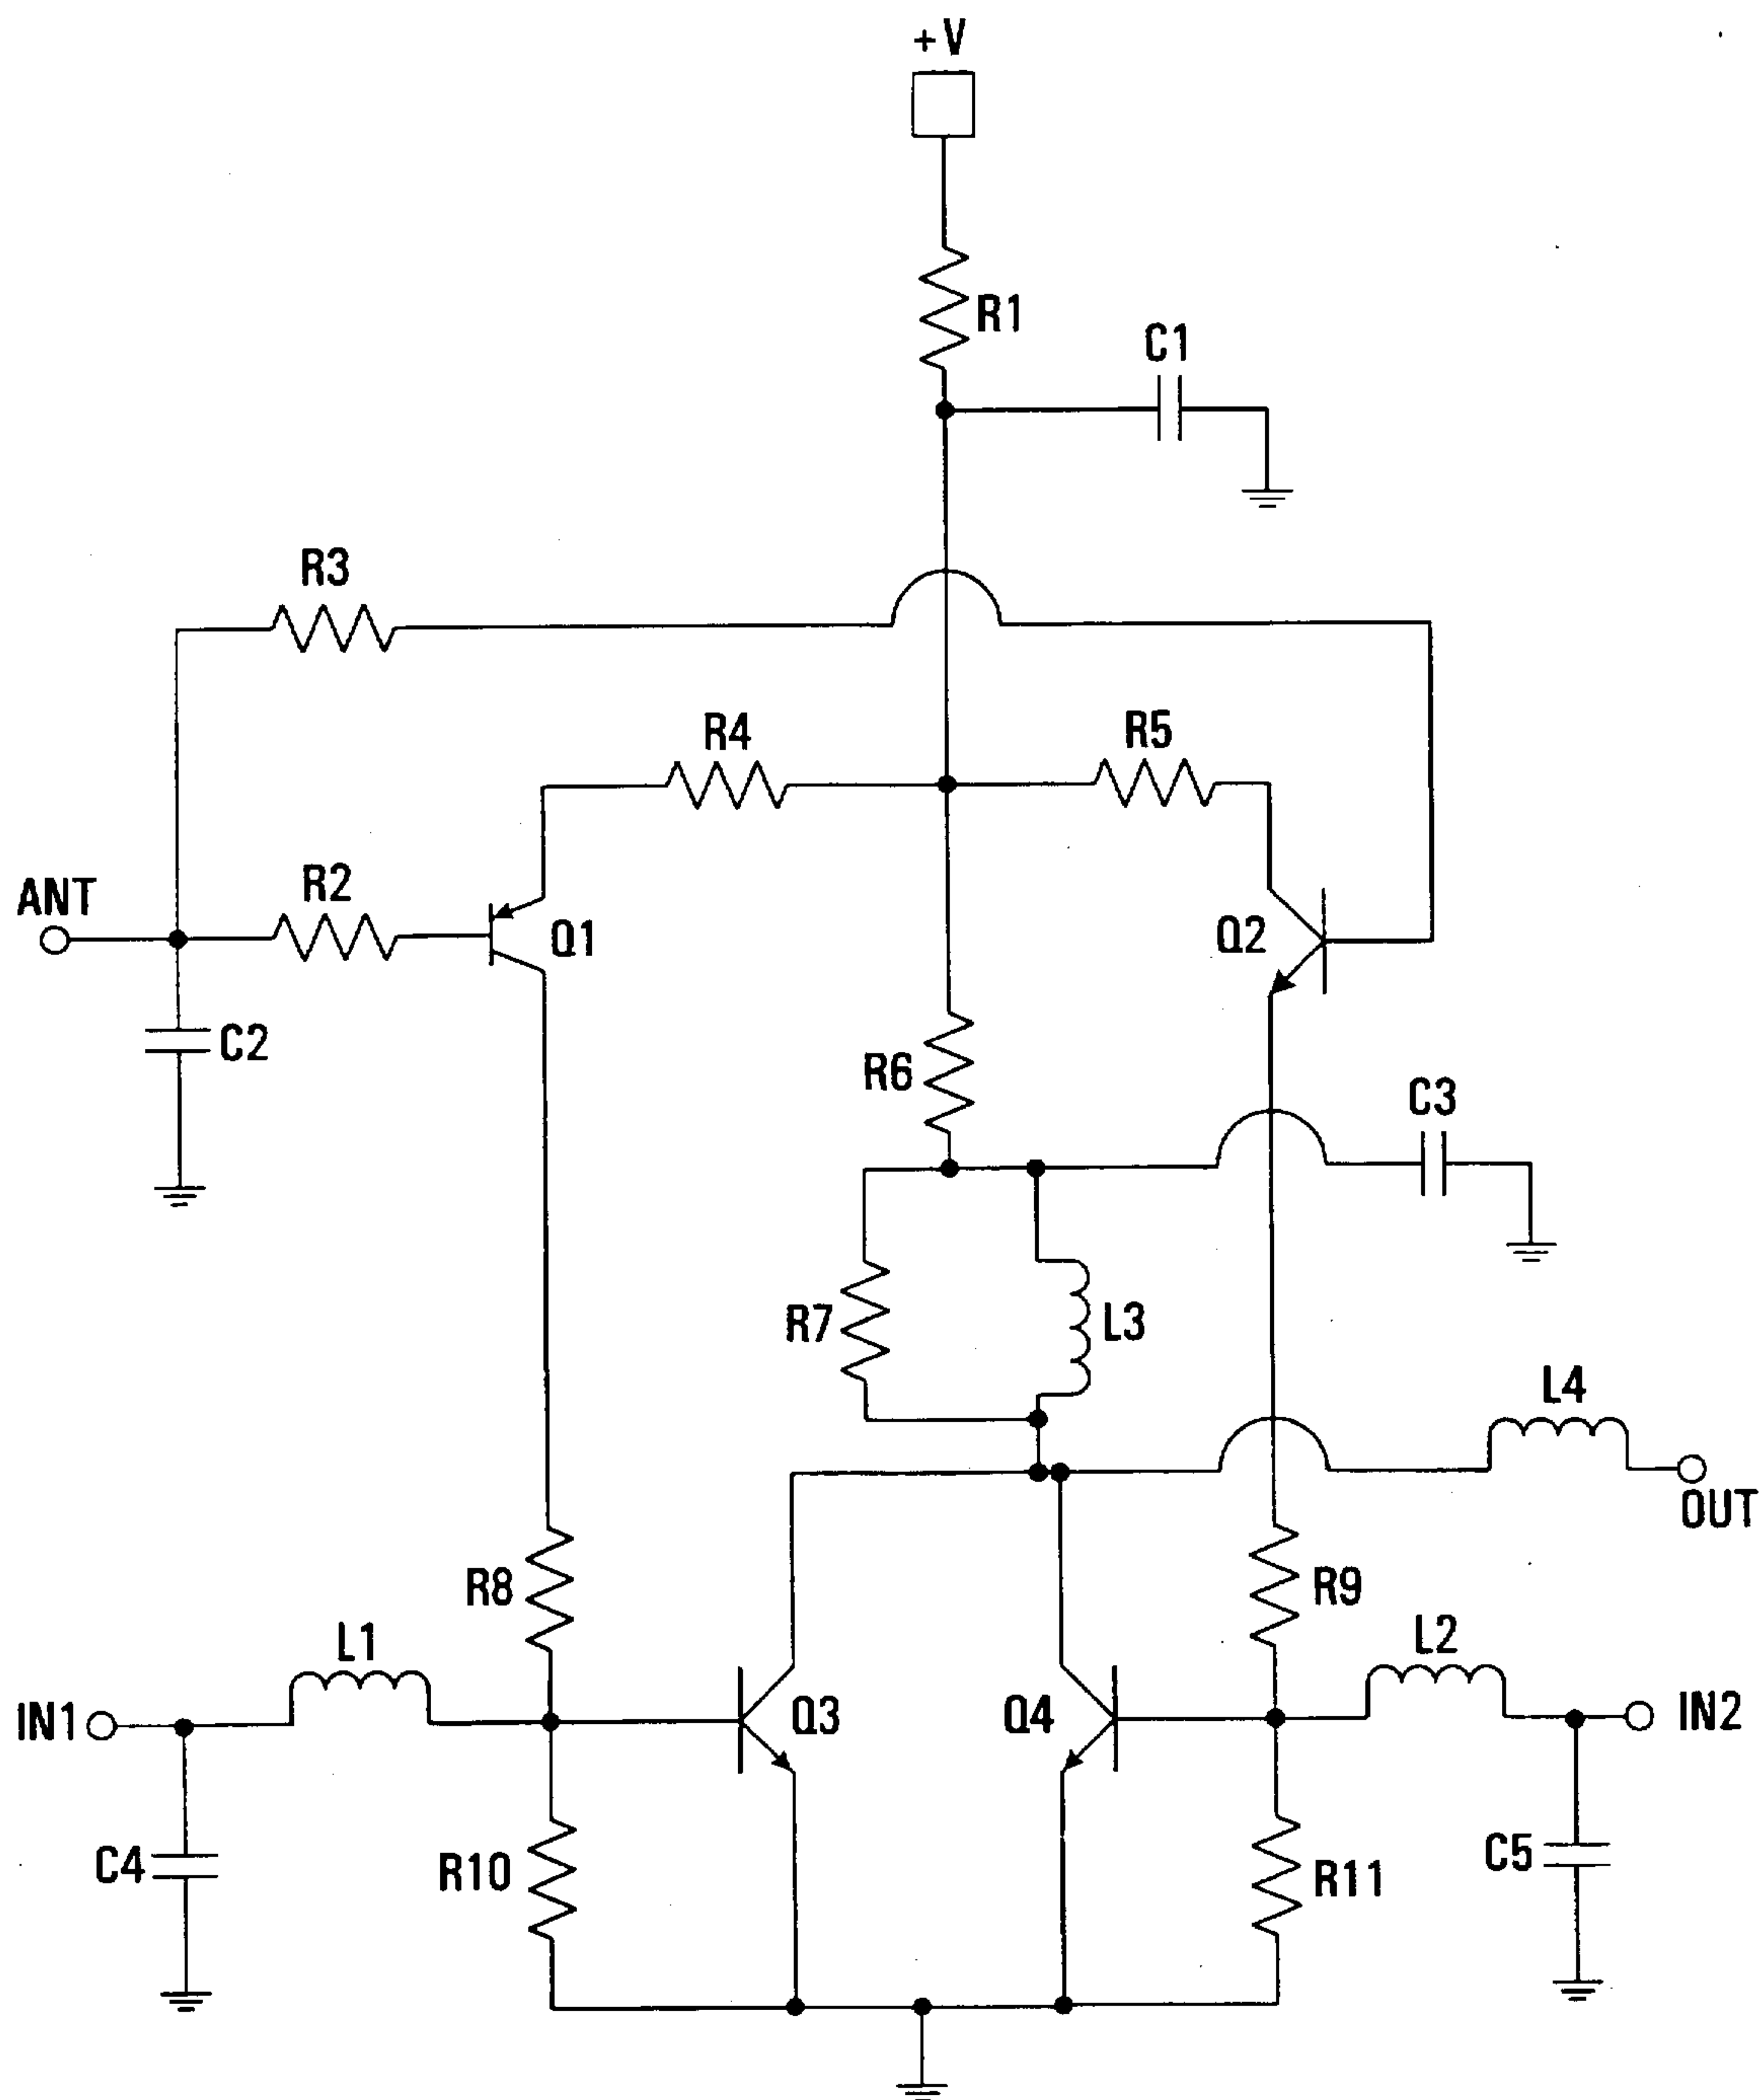 +V
R1
C1
R3
R4
R5
ANT
R2
Q1
Q2
C2
R6
C3
R7
L3
L4
OUT
R8
R9
L1
L2
IN1
Q3
Q4
IN2
C4
R10
R11
C5